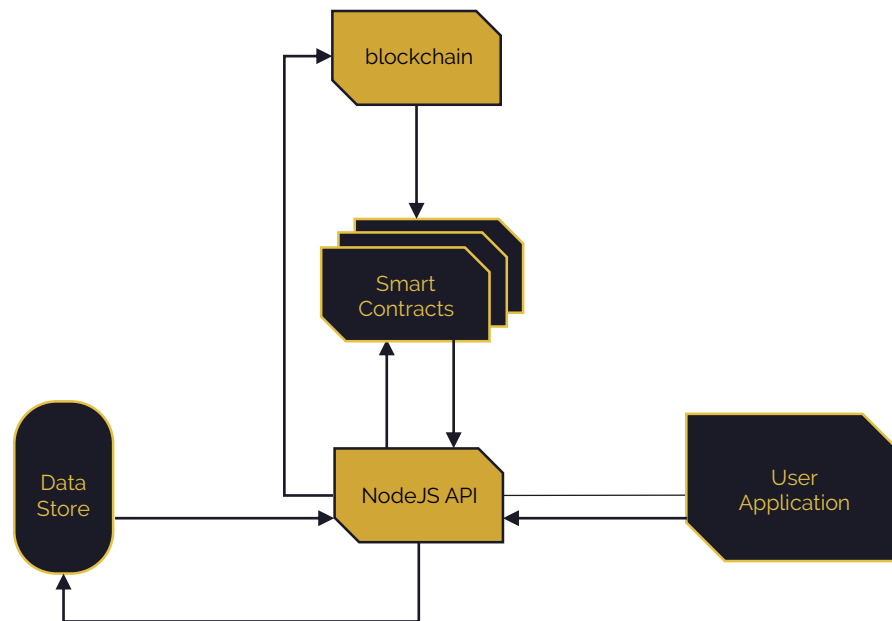 blockchain
Smart
Contracts
Data
Store
NodeJS API
User
Application